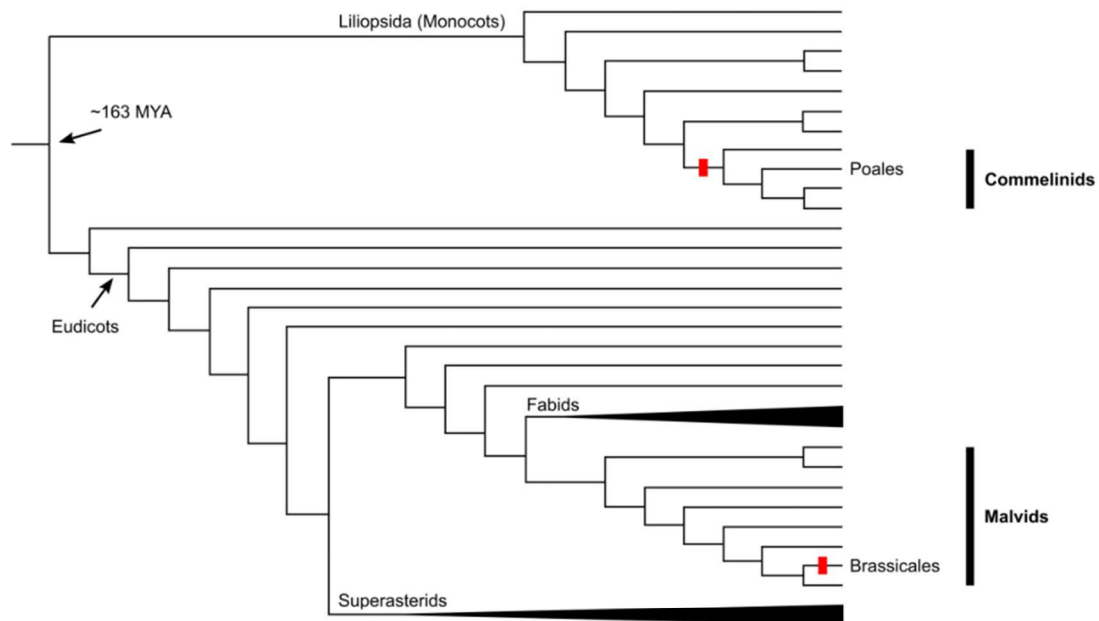 Liliopsida (Monocots)
~163 MYA
Poales
Commelinids
Eudicots
Fabids
Malvids
Brassicales
Superasterids